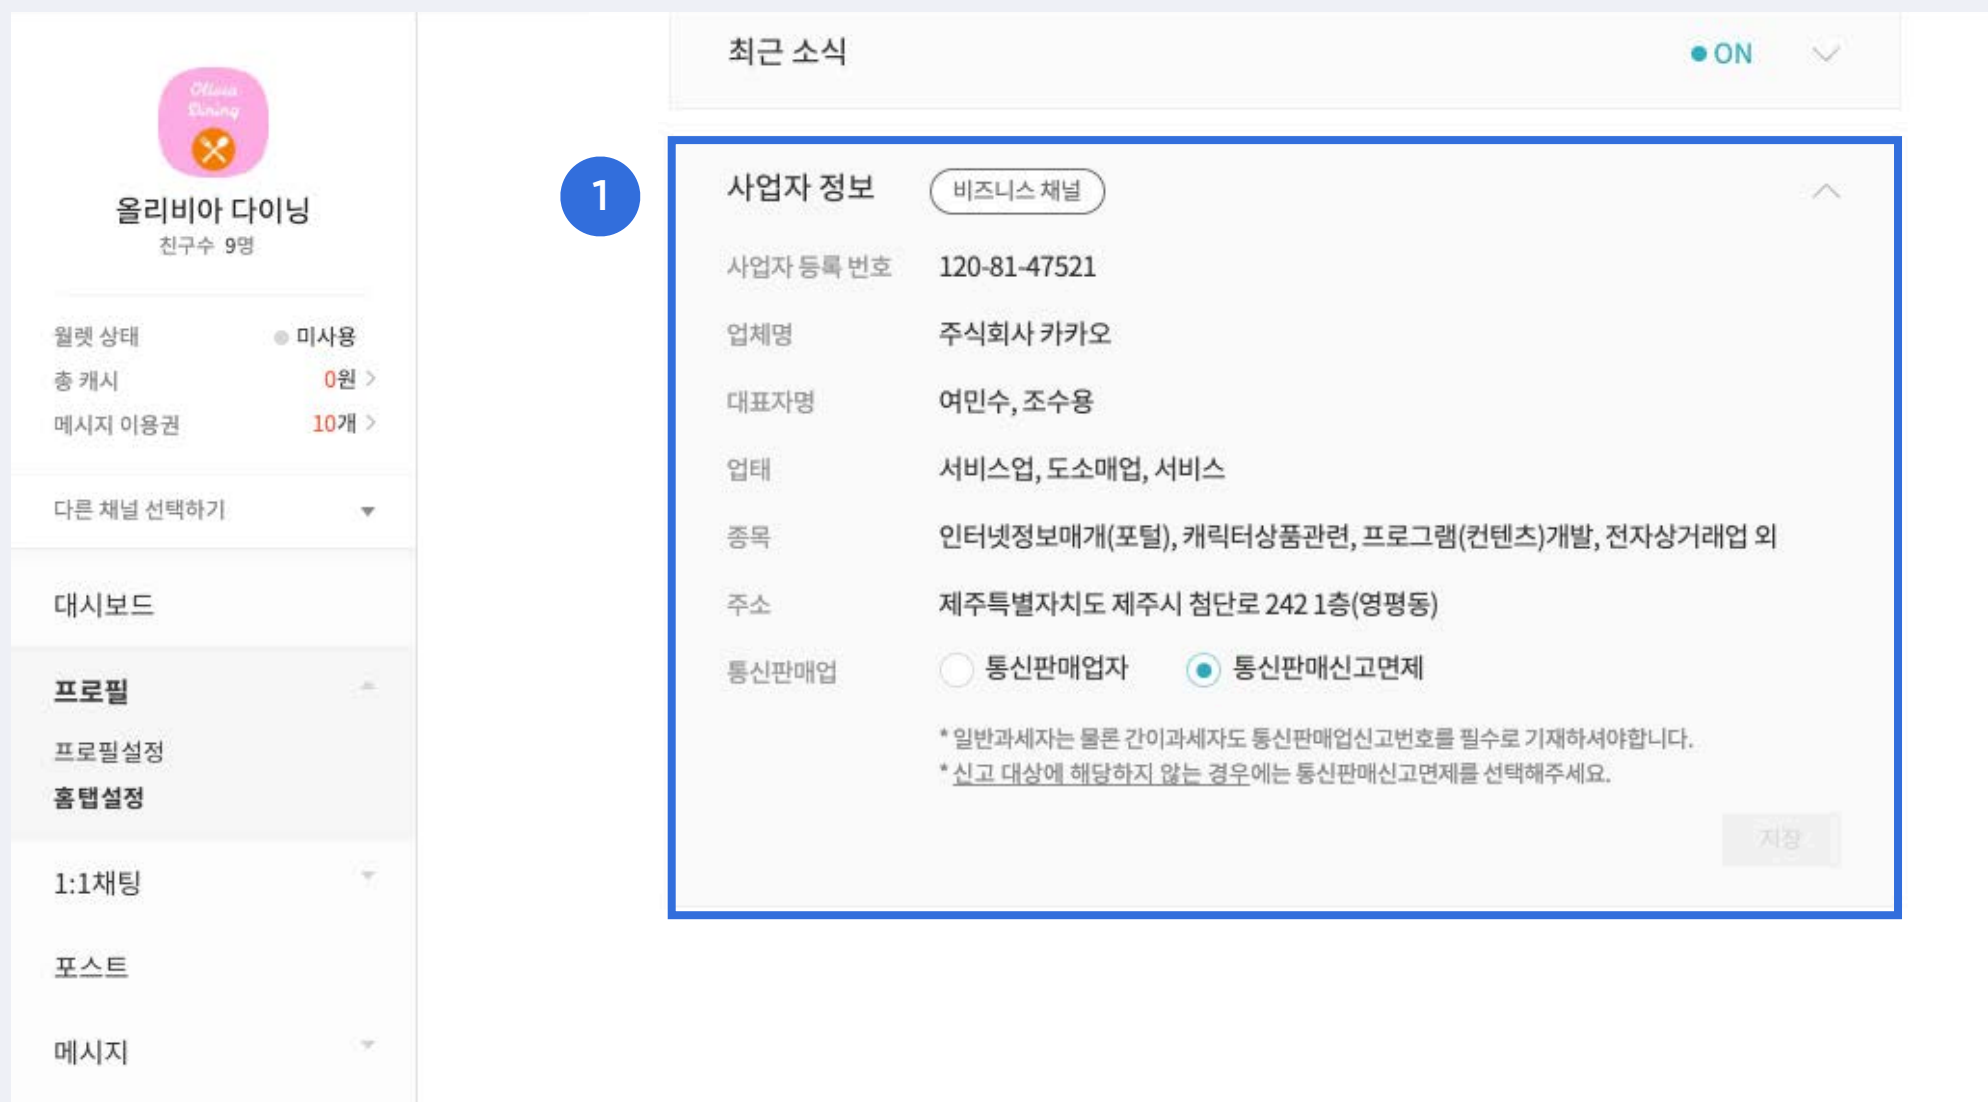 Olivia
Dining
올리비아 다이닝
친구수 9명
월렛 상태 미사용
총 캐시 0원 >
메시지 이용권 10개 >
다른 채널 선택하기
대시보드
프로필
프로필설정
홈탭설정
1:1채팅
포스트
메시지
최근 소식 ON
1
사업자 정보 비즈니스 채널
사업자 등록 번호 120-81-47521
업체명 주식회사 카카오
대표자명 여민수, 조수용
업태 서비스업, 도소매업, 서비스
종목 인터넷정보매개(포털), 캐릭터상품관련, 프로그램(컨텐츠)개발, 전자상거래업 외
주소 제주특별자치도 제주시 첨단로 242 1층(영평동)
통신판매업 통신판매업자 통신판매신고면제
* 일반과세자는 물론 간이과세자도 통신판매업신고번호를 필수로 기재하셔야합니다.
* 신고 대상에 해당하지 않는 경우에는 통신판매신고면제를 선택해주세요.
저장